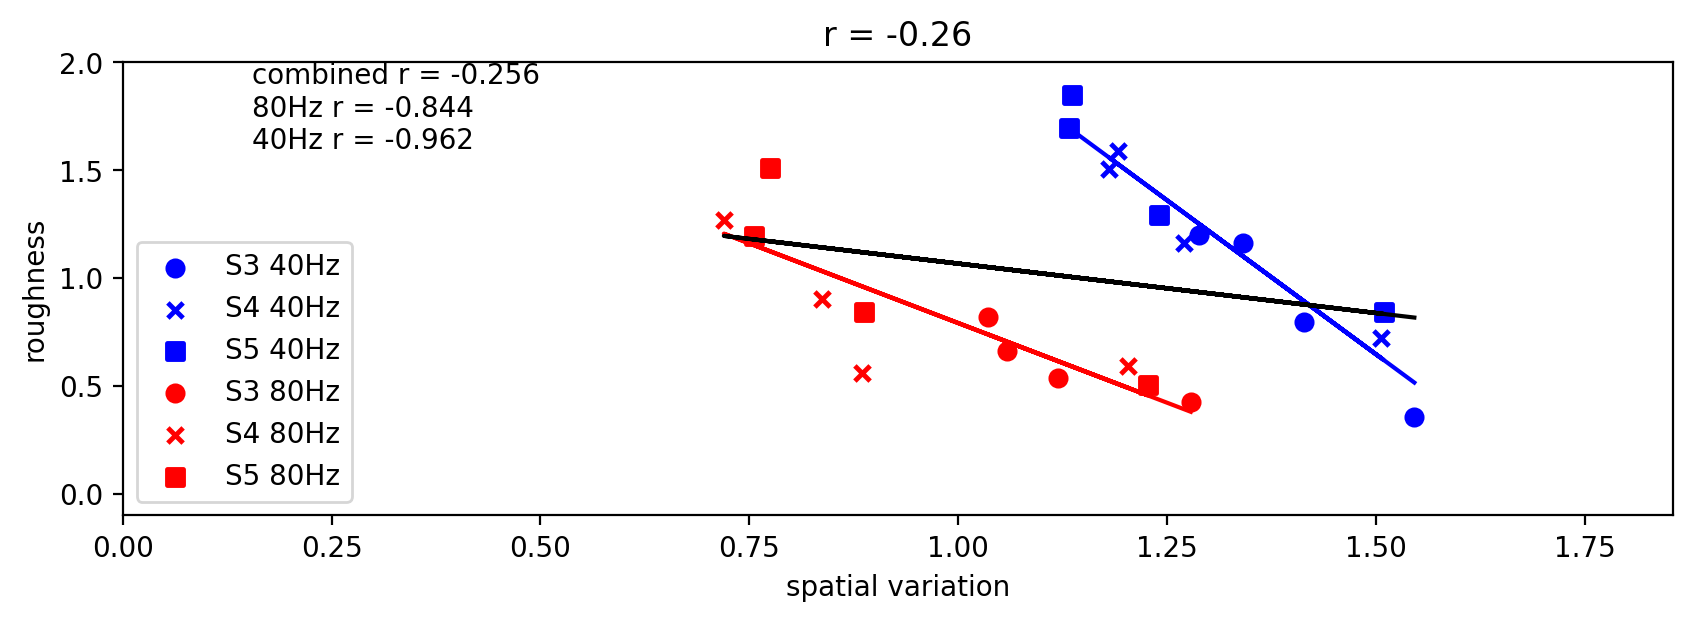 r = -0.26
combined r = -0.256
80Hz r = -0.844
40Hz r = -0.962
2.0
1.5
1.0
0.5
0.0
roughness
S3 40Hz
S4 40Hz
S5 40Hz
S3 80Hz
S4 80Hz
S5 80Hz
0.00 0.25 0.50 0.75 1.00 1.25 1.50 1.75
spatial variation